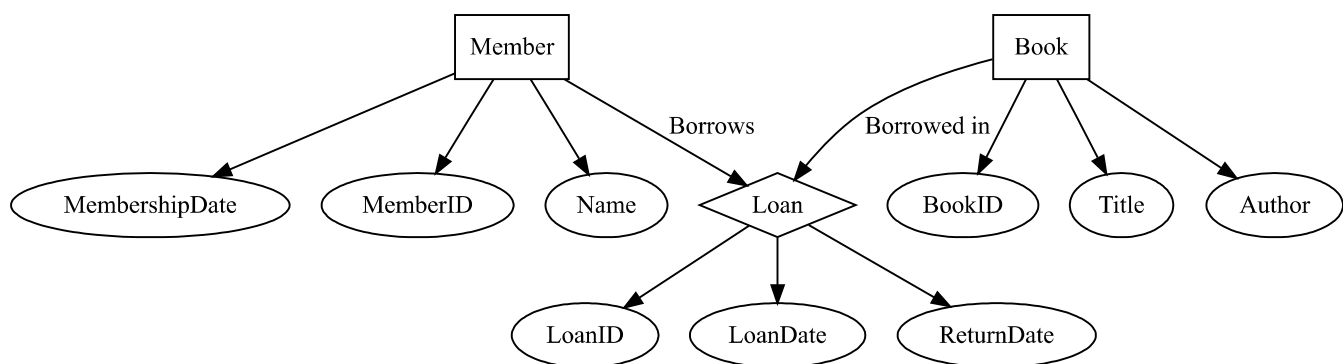 Member
Book
Borrows
Borrowed in
MembershipDate
MemberID
Name
Loan
BookID
Title
Author
LoanID
LoanDate
ReturnDate